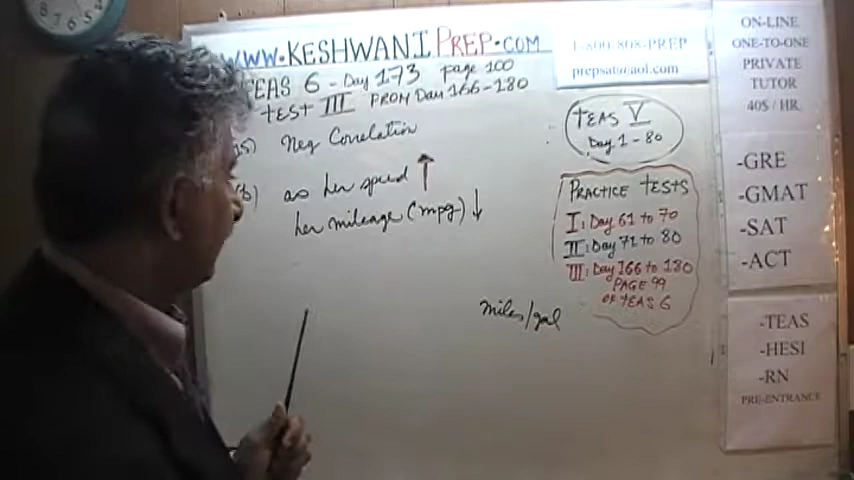 WWW.KESHWANIPREP.COM
TEAS 6 - Day 173 page 100
TEST III FROM Day 166-180
15) Neg Correlation
(b) as her speed ↑
her mileage (mpg) ↓
miles/gal
1-800-808-PREP
prepsat@aol.com
TEAS V
Day 1-80
PRACTICE TESTS
I: Day 61 to 70
II: Day 71 to 80
III: Day 166 to 180
PAGE 99
OF TEAS 6
ON-LINE
ONE-TO-ONE
PRIVATE
TUTOR
40$ / HR
-GRE
-GMAT
-SAT
-ACT
-TEAS
-HESI
-RN
PRE-ENTRANCE
8
7
6
5
4